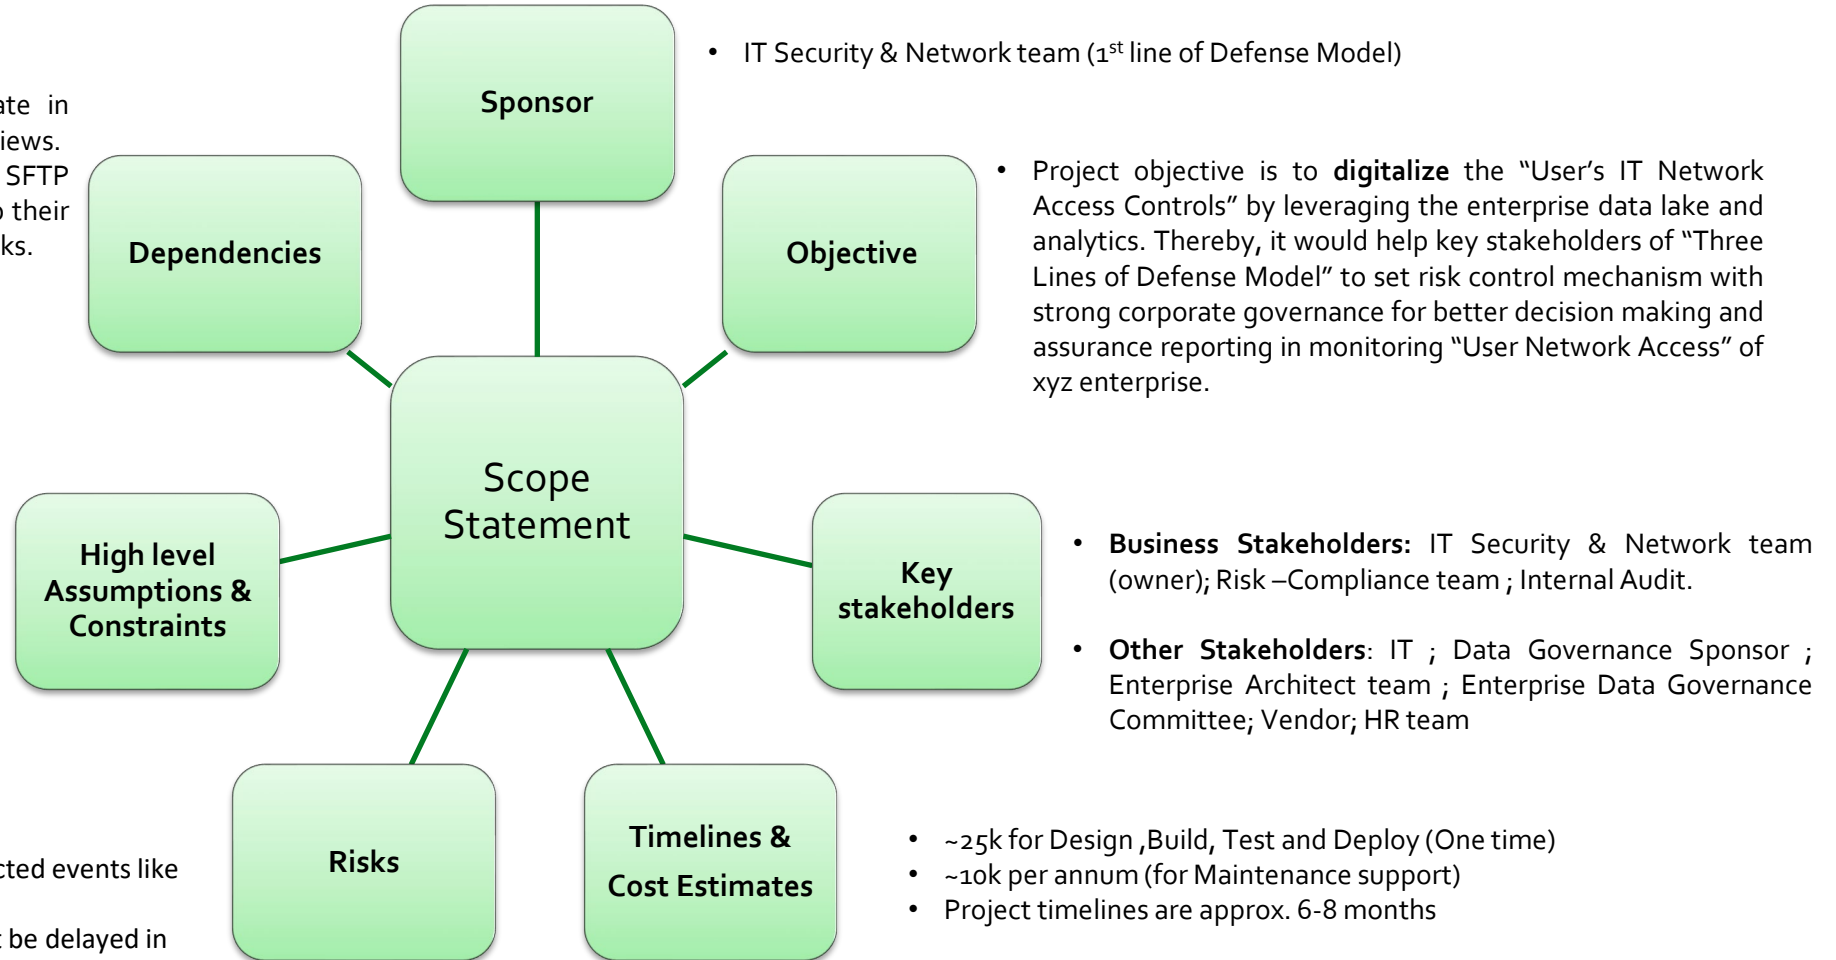 • IT Security & Network team (1st line of Defense Model)
Sponsor
ate in
iews.
SFTP
o their
ks.
Dependencies
Objective
• Project objective is to digitalize the “User’s IT Network
Access Controls” by leveraging the enterprise data lake and
analytics. Thereby, it would help key stakeholders of “Three
Lines of Defense Model” to set risk control mechanism with
strong corporate governance for better decision making and
assurance reporting in monitoring “User Network Access” of
xyz enterprise.
Scope
Statement
High level
Assumptions &
Constraints
Key
stakeholders
• Business Stakeholders: IT Security & Network team
(owner); Risk –Compliance team ; Internal Audit.
• Other Stakeholders: IT ; Data Governance Sponsor ;
Enterprise Architect team ; Enterprise Data Governance
Committee; Vendor; HR team
cted events like
t be delayed in
Risks
Timelines &
Cost Estimates
• ~25k for Design ,Build, Test and Deploy (One time)
• ~10k per annum (for Maintenance support)
• Project timelines are approx. 6-8 months